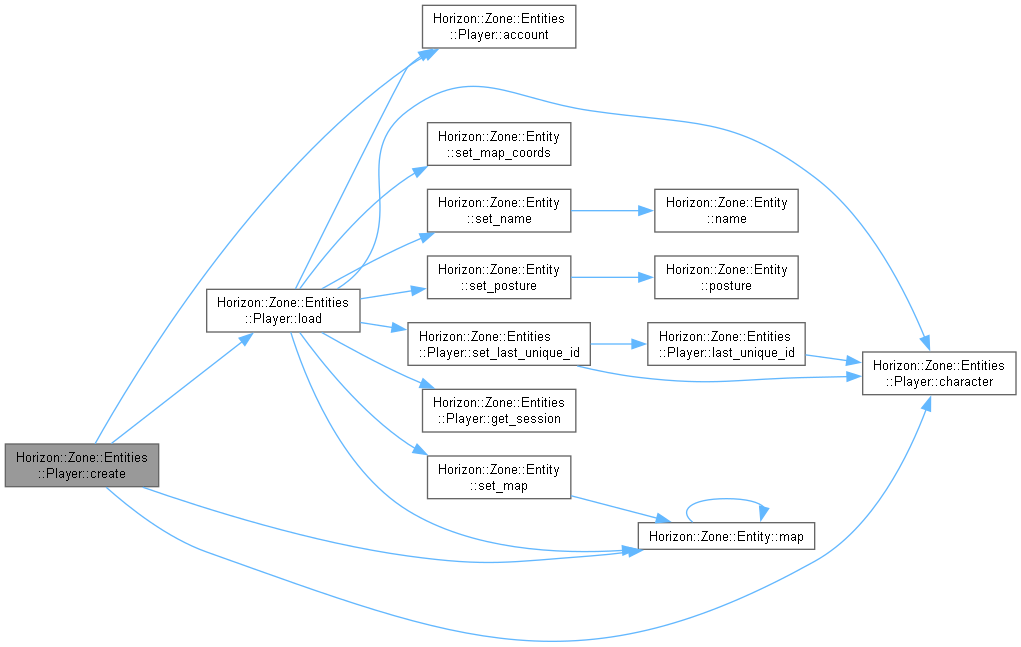 Horizon::Zone::Entities
::Player::account
Horizon::Zone::Entity
::set_map_coords
Horizon::Zone::Entity
::set_name
Horizon::Zone::Entity
::name
Horizon::Zone::Entity
::set_posture
Horizon::Zone::Entity
::posture
Horizon::Zone::Entities
::Player::load
Horizon::Zone::Entities
::Player::set_last_unique_id
Horizon::Zone::Entities
::Player::last_unique_id
Horizon::Zone::Entities
::Player::character
Horizon::Zone::Entities
::Player::get_session
Horizon::Zone::Entities
::Player::create
Horizon::Zone::Entity
::set_map
Horizon::Zone::Entity::map